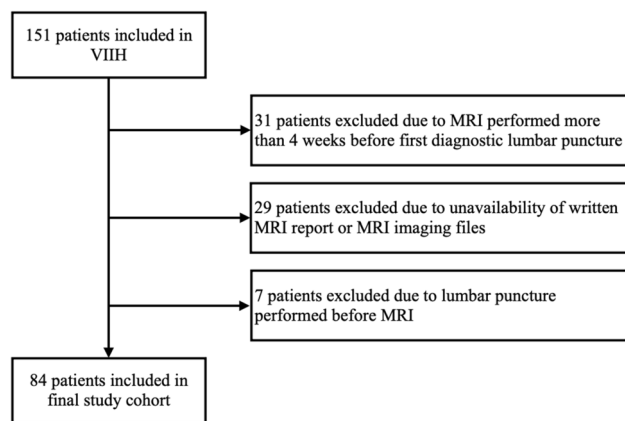 151 patients included in
VIIH
31 patients excluded due to MRI performed more
than 4 weeks before first diagnostic lumbar puncture
29 patients excluded due to unavailability of written
MRI report or MRI imaging files
7 patients excluded due to lumbar puncture
performed before MRI
84 patients included in
final study cohort